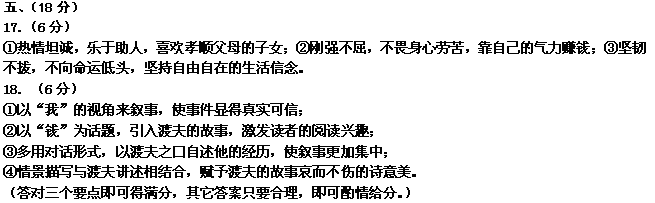 五、（18 分）
17.（6 分）
①热情坦诚，乐于助人，喜欢孝顺父母的子女；②刚强不屈，不畏身心劳苦，靠自己的气力赚钱；③坚韧
不拔，不向命运低头，坚持自由自在的生活信念。
18. （6 分）
①以“我”的视角来叙事，使事件显得真实可信；
②以“钱”为话题，引入渡夫的故事，激发读者的阅读兴趣；
③多用对话形式，以渡夫之口自述他的经历，使叙事更加集中；
④情景描写与渡夫讲述相结合，赋予渡夫的故事哀而不伤的诗意美。
（答对三个要点即可得满分，其它答案只要合理，即可酌情给分。）